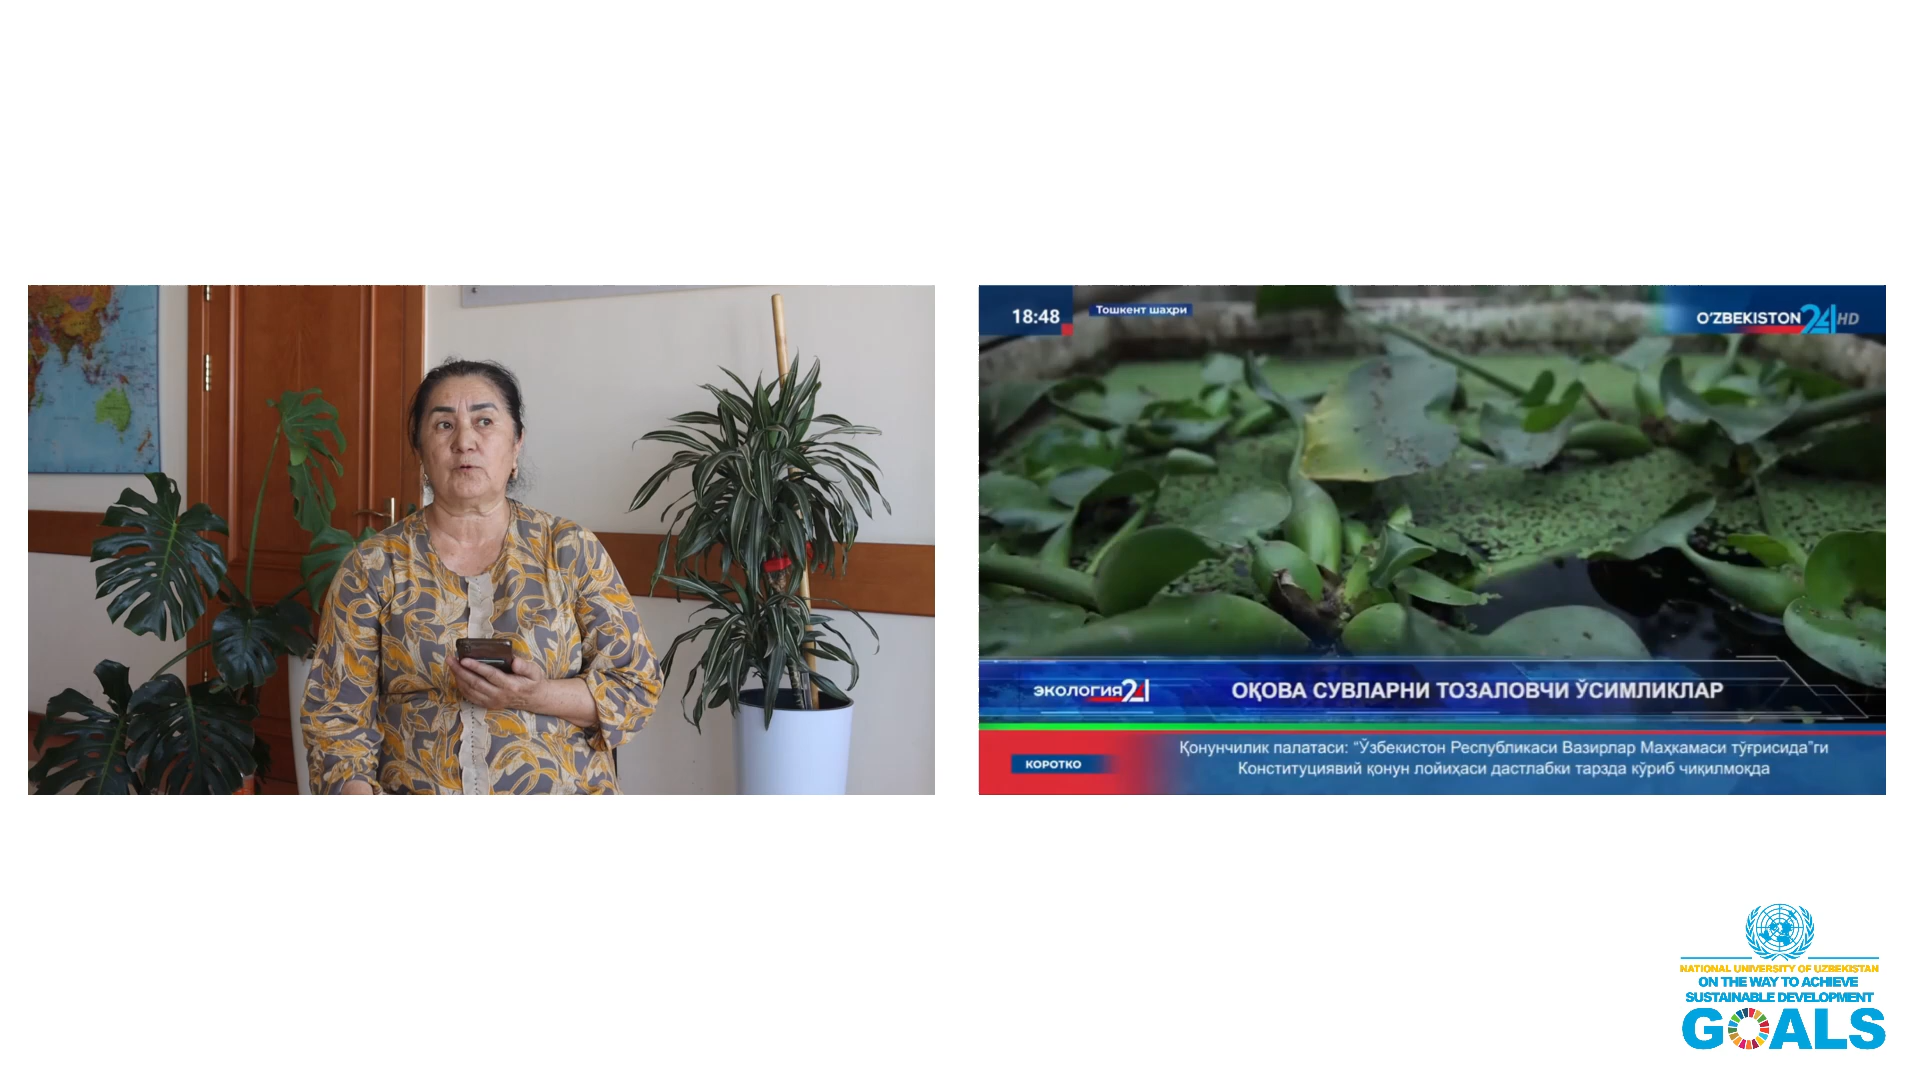 18:48
Тошкент шаҳри
O'ZBEKISTON 24 HD
ЭКОЛОГИЯ 24
ОҚОВА СУВЛАРНИ ТОЗАЛОВЧИ ЎСИМЛИКЛАР
КОРОТКО
Қонунчилик палатаси: “Ўзбекистон Республикаси Вазирлар Маҳкамаси тўғрисида”ги
Конституциявий қонун лойиҳаси дастлабки тарзда кўриб чиқилмоқда
NATIONAL UNIVERSITY OF UZBEKISTAN
ON THE WAY TO ACHIEVE
SUSTAINABLE DEVELOPMENT
GOALS